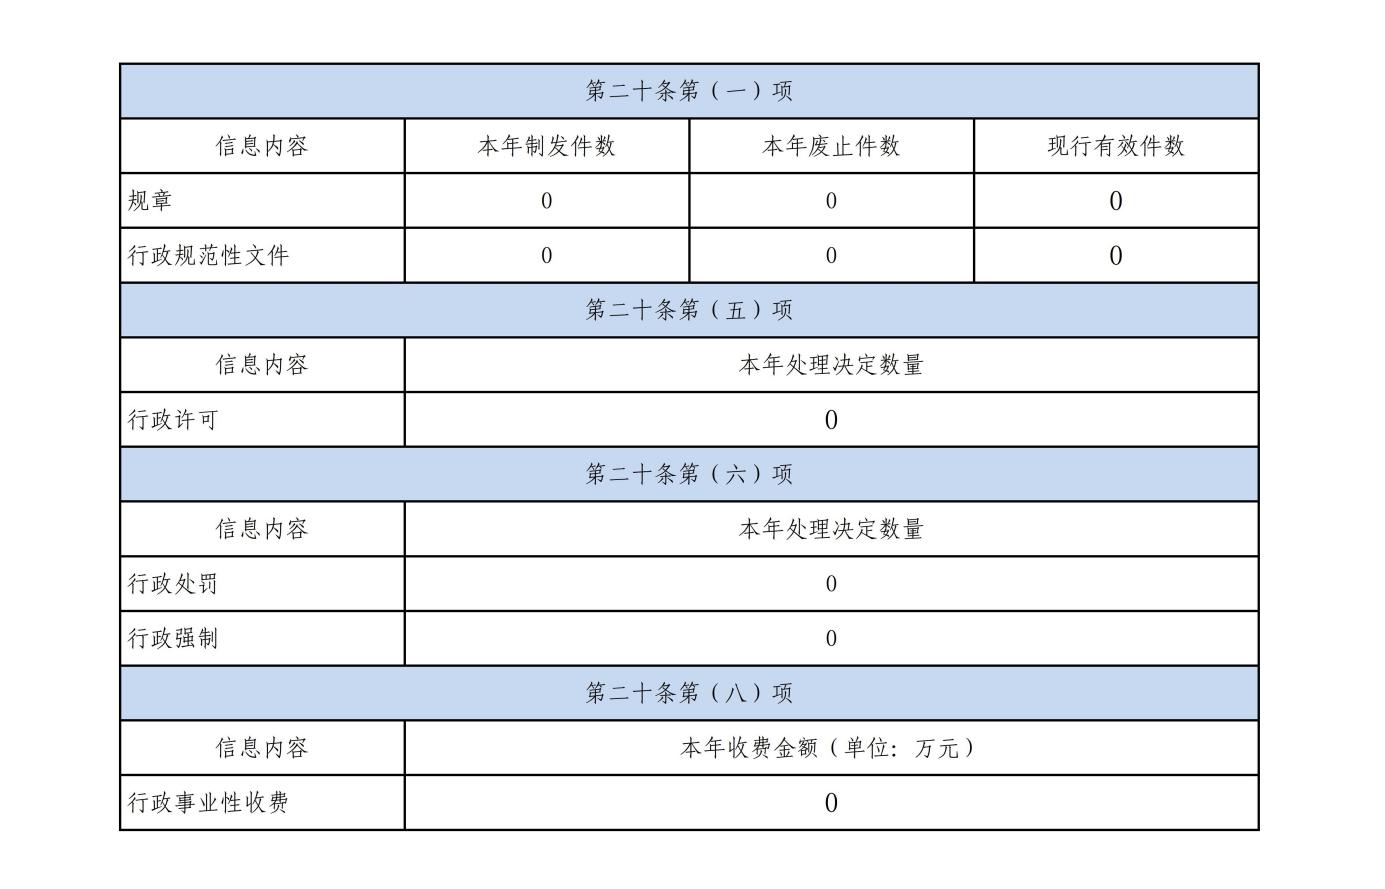 第二十条第（一）项
信息内容 本年制发件数 本年废止件数 现行有效件数
规章 0 0 0
行政规范性文件 0 0 0
第二十条第（五）项
信息内容 本年处理决定数量
行政许可 0
第二十条第（六）项
信息内容 本年处理决定数量
行政处罚 0
行政强制 0
第二十条第（八）项
信息内容 本年收费金额（单位：万元）
行政事业性收费 0